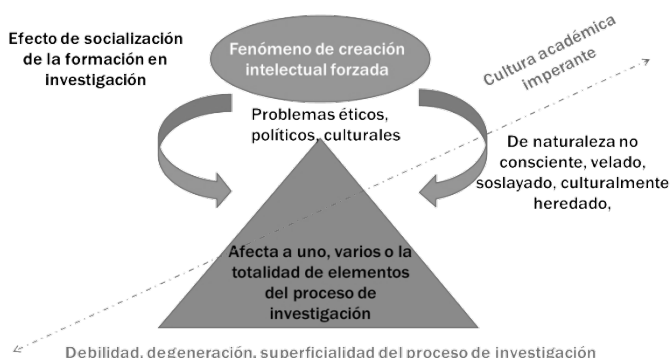 Efecto de socialización
de la formación en
investigación
Fenómeno de creación
intelectual forzada
Cultura académica
imperante
Problemas éticos,
políticos, culturales
De naturaleza no
consciente, velado,
soslayado, culturalmente
heredado,
Afecta a uno, varios o la
totalidad de elementos
del proceso de
investigación
Debilidad, degeneración, superficialidad del proceso de investigación